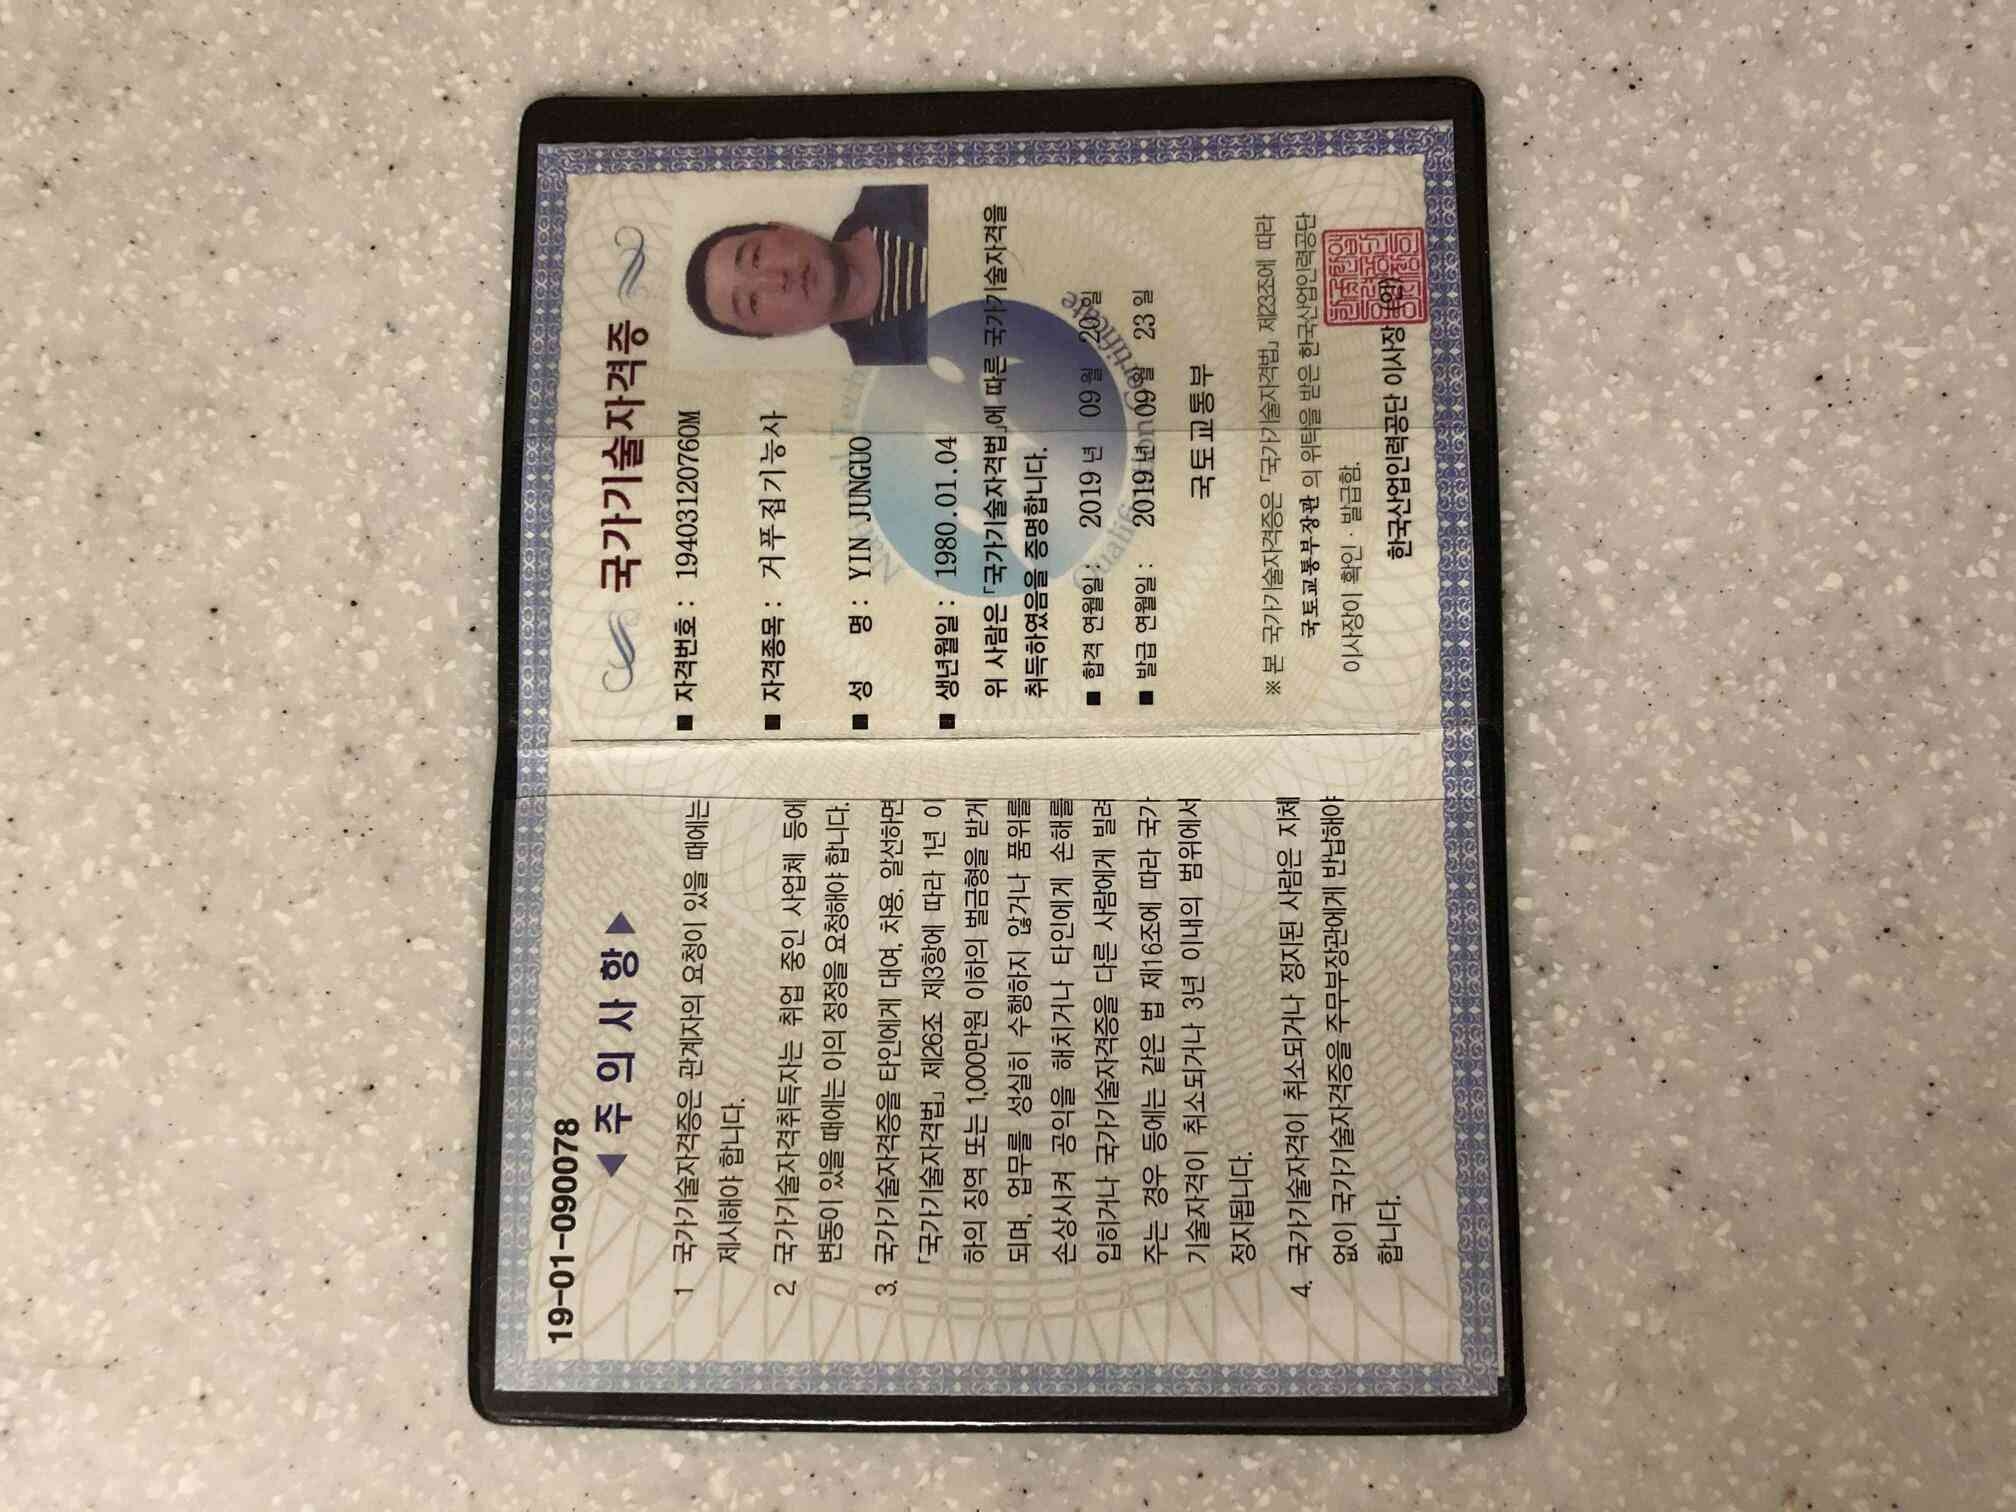 19-01-090078
◀ 주 의 사 항 ▶
1 국가기술자격증은 관계자의 요청이 있을 때에는
제시해야 합니다.
2. 국가기술자격취득자는 취업 중인 사업체 등에
변동이 있을 때에는 이의 정정을 요청해야 합니다.
3. 국가기술자격증을 타인에게 대여, 차용, 알선하면
「국가기술자격법」 제26조 제3항에 따라 1년 이
하의 징역 또는 1,000만원 이하의 벌금형을 받게
되며, 업무를 성실히 수행하지 않거나 품위를
손상시켜 공익을 해치거나 타인에게 손해를
입히거나 국가기술자격증을 다른 사람에게 빌려
주는 경우 등에는 같은 법 제16조에 따라 국가
기술자격이 취소되거나 3년 이내의 범위에서
정지됩니다.
4. 국가기술자격이 취소되거나 정지된 사람은 지체
없이 국가기술자격증을 주무부장관에게 반납해야
합니다.
국가기술자격증
■ 자격번호 : 19403120760M
■ 자격종목 : 거푸집기능사
■ 성 명 : YIN JUNGUO
■ 생년월일 : 1980.01.04
위 사람은 「국가기술자격법」에 따른 국가기술자격을
취득하였음을 증명합니다.
■ 합격 연월일 : 2019 년 09 월 20 일
■ 발급 연월일 : 2019 년 09 월 23 일
국토교통부
※ 본 국가기술자격증은 「국가기술자격법」 제23조에 따라
국토교통부장관 의 위탁을 받은 한국산업인력공단
이사장이 확인 · 발급함.
한국산업인력공단 이사장 (인)